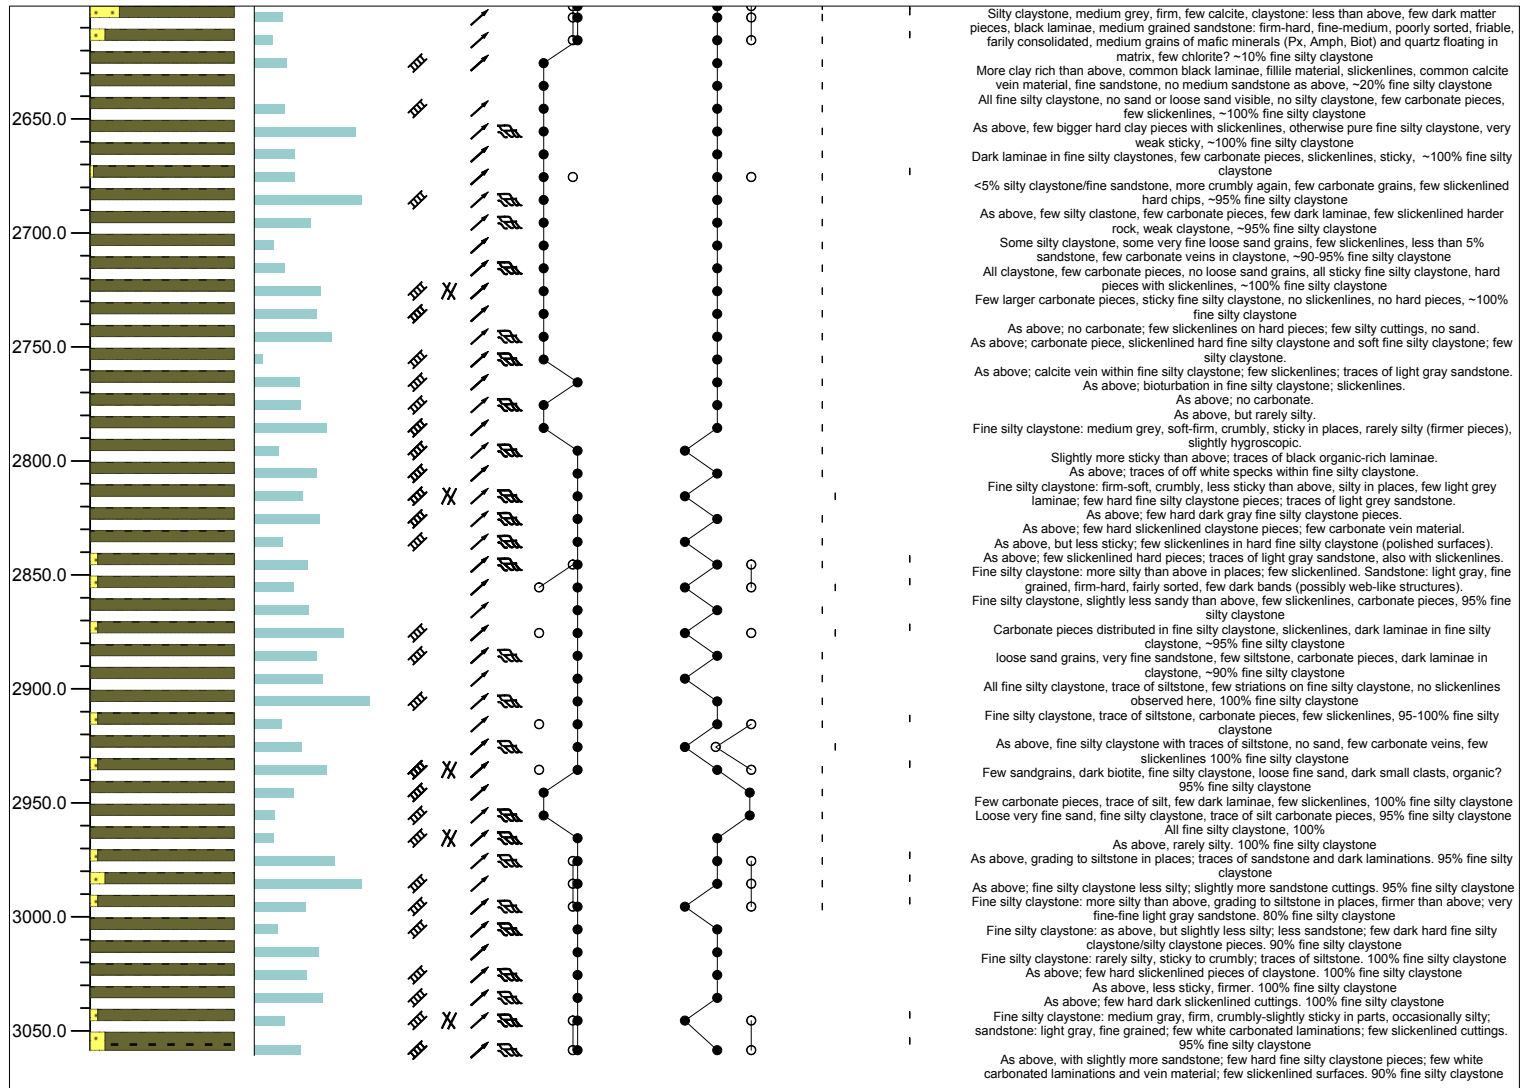 Silty claystone, medium grey, firm, few calcite, claystone: less than above, few dark matter
pieces, black laminae, medium grained sandstone: firm-hard, fine-medium, poorly sorted, friable,
farily consolidated, medium grains of mafic minerals (Px, Amph, Biot) and quartz floating in
matrix, few chlorite? ~10% fine silty claystone
More clay rich than above, common black laminae, fillile material, slickenlines, common calcite
vein material, fine sandstone, no medium sandstone as above, ~20% fine silty claystone
All fine silty claystone, no sand or loose sand visible, no silty claystone, few carbonate pieces,
few slickenlines, ~100% fine silty claystone
2650.0
As above, few bigger hard clay pieces with slickenlines, otherwise pure fine silty claystone, very
weak sticky, ~100% fine silty claystone
Dark laminae in fine silty claystones, few carbonate pieces, slickenlines, sticky, ~100% fine silty
claystone
<5% silty claystone/fine sandstone, more crumbly again, few carbonate grains, few slickenlined
hard chips, ~95% fine silty claystone
As above, few silty clastone, few carbonate pieces, few dark laminae, few slickenlined harder
rock, weak claystone, ~95% fine silty claystone
2700.0
Some silty claystone, some very fine loose sand grains, few slickenlines, less than 5%
sandstone, few carbonate veins in claystone, ~90-95% fine silty claystone
All claystone, few carbonate pieces, no loose sand grains, all sticky fine silty claystone, hard
pieces with slickenlines, ~100% fine silty claystone
Few larger carbonate pieces, sticky fine silty claystone, no slickenlines, no hard pieces, ~100%
fine silty claystone
As above; no carbonate; few slickenlines on hard pieces; few silty cuttings, no sand.
2750.0
As above; carbonate piece, slickenlined hard fine silty claystone and soft fine silty claystone; few
silty claystone.
As above; calcite vein within fine silty claystone; few slickenlines; traces of light gray sandstone.
As above; bioturbation in fine silty claystone; slickenlines.
As above; no carbonate.
As above, but rarely silty.
Fine silty claystone: medium grey, soft-firm, crumbly, sticky in places, rarely silty (firmer pieces),
slightly hygroscopic.
2800.0
Slightly more sticky than above; traces of black organic-rich laminae.
As above; traces of off white specks within fine silty claystone.
Fine silty claystone: firm-soft, crumbly, less sticky than above, silty in places, few light grey
laminae; few hard fine silty claystone pieces; traces of light grey sandstone.
As above; few hard dark gray fine silty claystone pieces.
As above; few hard slickenlined claystone pieces; few carbonate vein material.
As above, but less sticky; few slickenlines in hard fine silty claystone (polished surfaces).
As above; few slickenlined hard pieces; traces of light gray sandstone, also with slickenlines.
2850.0
Fine silty claystone: more silty than above in places; few slickenlined. Sandstone: light gray, fine
grained, firm-hard, fairly sorted, few dark bands (possibly web-like structures).
Fine silty claystone, slightly less sandy than above, few slickenlines, carbonate pieces, 95% fine
silty claystone
Carbonate pieces distributed in fine silty claystone, slickenlines, dark laminae in fine silty
claystone, ~95% fine silty claystone
loose sand grains, very fine sandstone, few siltstone, carbonate pieces, dark laminae in
claystone, ~90% fine silty claystone
2900.0
All fine silty claystone, trace of siltstone, few striations on fine silty claystone, no slickenlines
observed here, 100% fine silty claystone
Fine silty claystone, trace of siltstone, carbonate pieces, few slickenlines, 95-100% fine silty
claystone
As above, fine silty claystone with traces of siltstone, no sand, few carbonate veins, few
slickenlines 100% fine silty claystone
Few sandgrains, dark biotite, fine silty claystone, loose fine sand, dark small clasts, organic?
95% fine silty claystone
2950.0
Few carbonate pieces, trace of silt, few dark laminae, few slickenlines, 100% fine silty claystone
Loose very fine sand, fine silty claystone, trace of silt carbonate pieces, 95% fine silty claystone
All fine silty claystone, 100%
As above, rarely silty. 100% fine silty claystone
As above, grading to siltstone in places; traces of sandstone and dark laminations. 95% fine silty
claystone
As above; fine silty claystone less silty; slightly more sandstone cuttings. 95% fine silty claystone
3000.0
Fine silty claystone: more silty than above, grading to siltstone in places, firmer than above; very
fine-fine light gray sandstone. 80% fine silty claystone
Fine silty claystone: as above, but slightly less silty; less sandstone; few dark hard fine silty
claystone/silty claystone pieces. 90% fine silty claystone
Fine silty claystone: rarely silty, sticky to crumbly; traces of siltstone. 100% fine silty claystone
As above; few hard slickenlined pieces of claystone. 100% fine silty claystone
As above, less sticky, firmer. 100% fine silty claystone
As above; few hard dark slickenlined cuttings. 100% fine silty claystone
3050.0
Fine silty claystone: medium gray, firm, crumbly-slightly sticky in parts, occasionally silty;
sandstone: light gray, fine grained; few white carbonated laminations; few slickenlined cuttings.
95% fine silty claystone
As above, with slightly more sandstone; few hard fine silty claystone pieces; few white
carbonated laminations and vein material; few slickenlined surfaces. 90% fine silty claystone